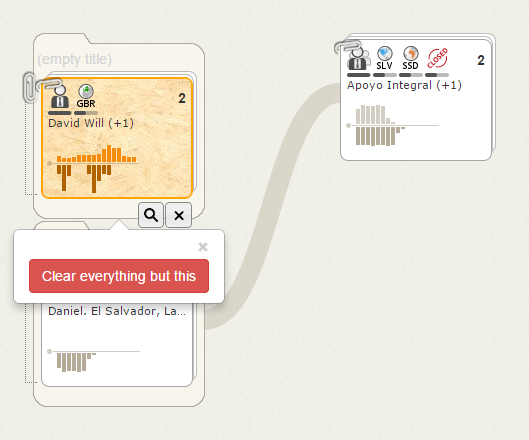 (empty title)
2
GBR
David Will (+1)
SLV SSD CLOSED 2
Apoyo Integral (+1)
×
Clear everything but this
Daniel. El Salvador, La...